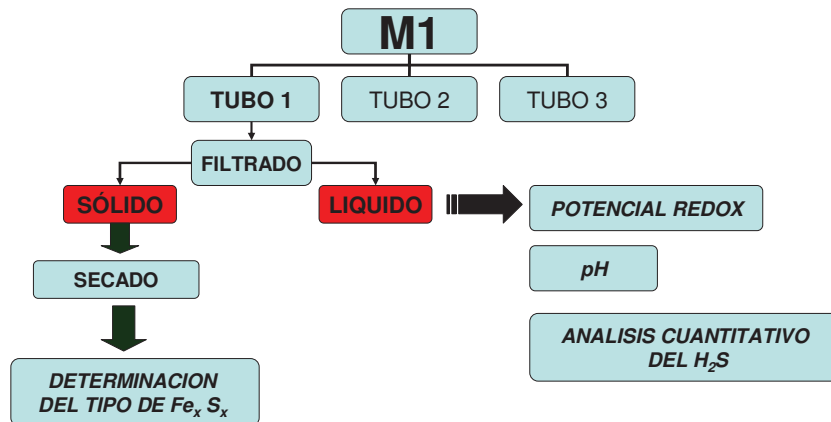 M1
TUBO 1
TUBO 2
TUBO 3
FILTRADO
SÓLIDO
LIQUIDO
POTENCIAL REDOX
SECADO
pH
ANALISIS CUANTITATIVO
DEL H₂S
DETERMINACION
DEL TIPO DE Feₓ Sₓ